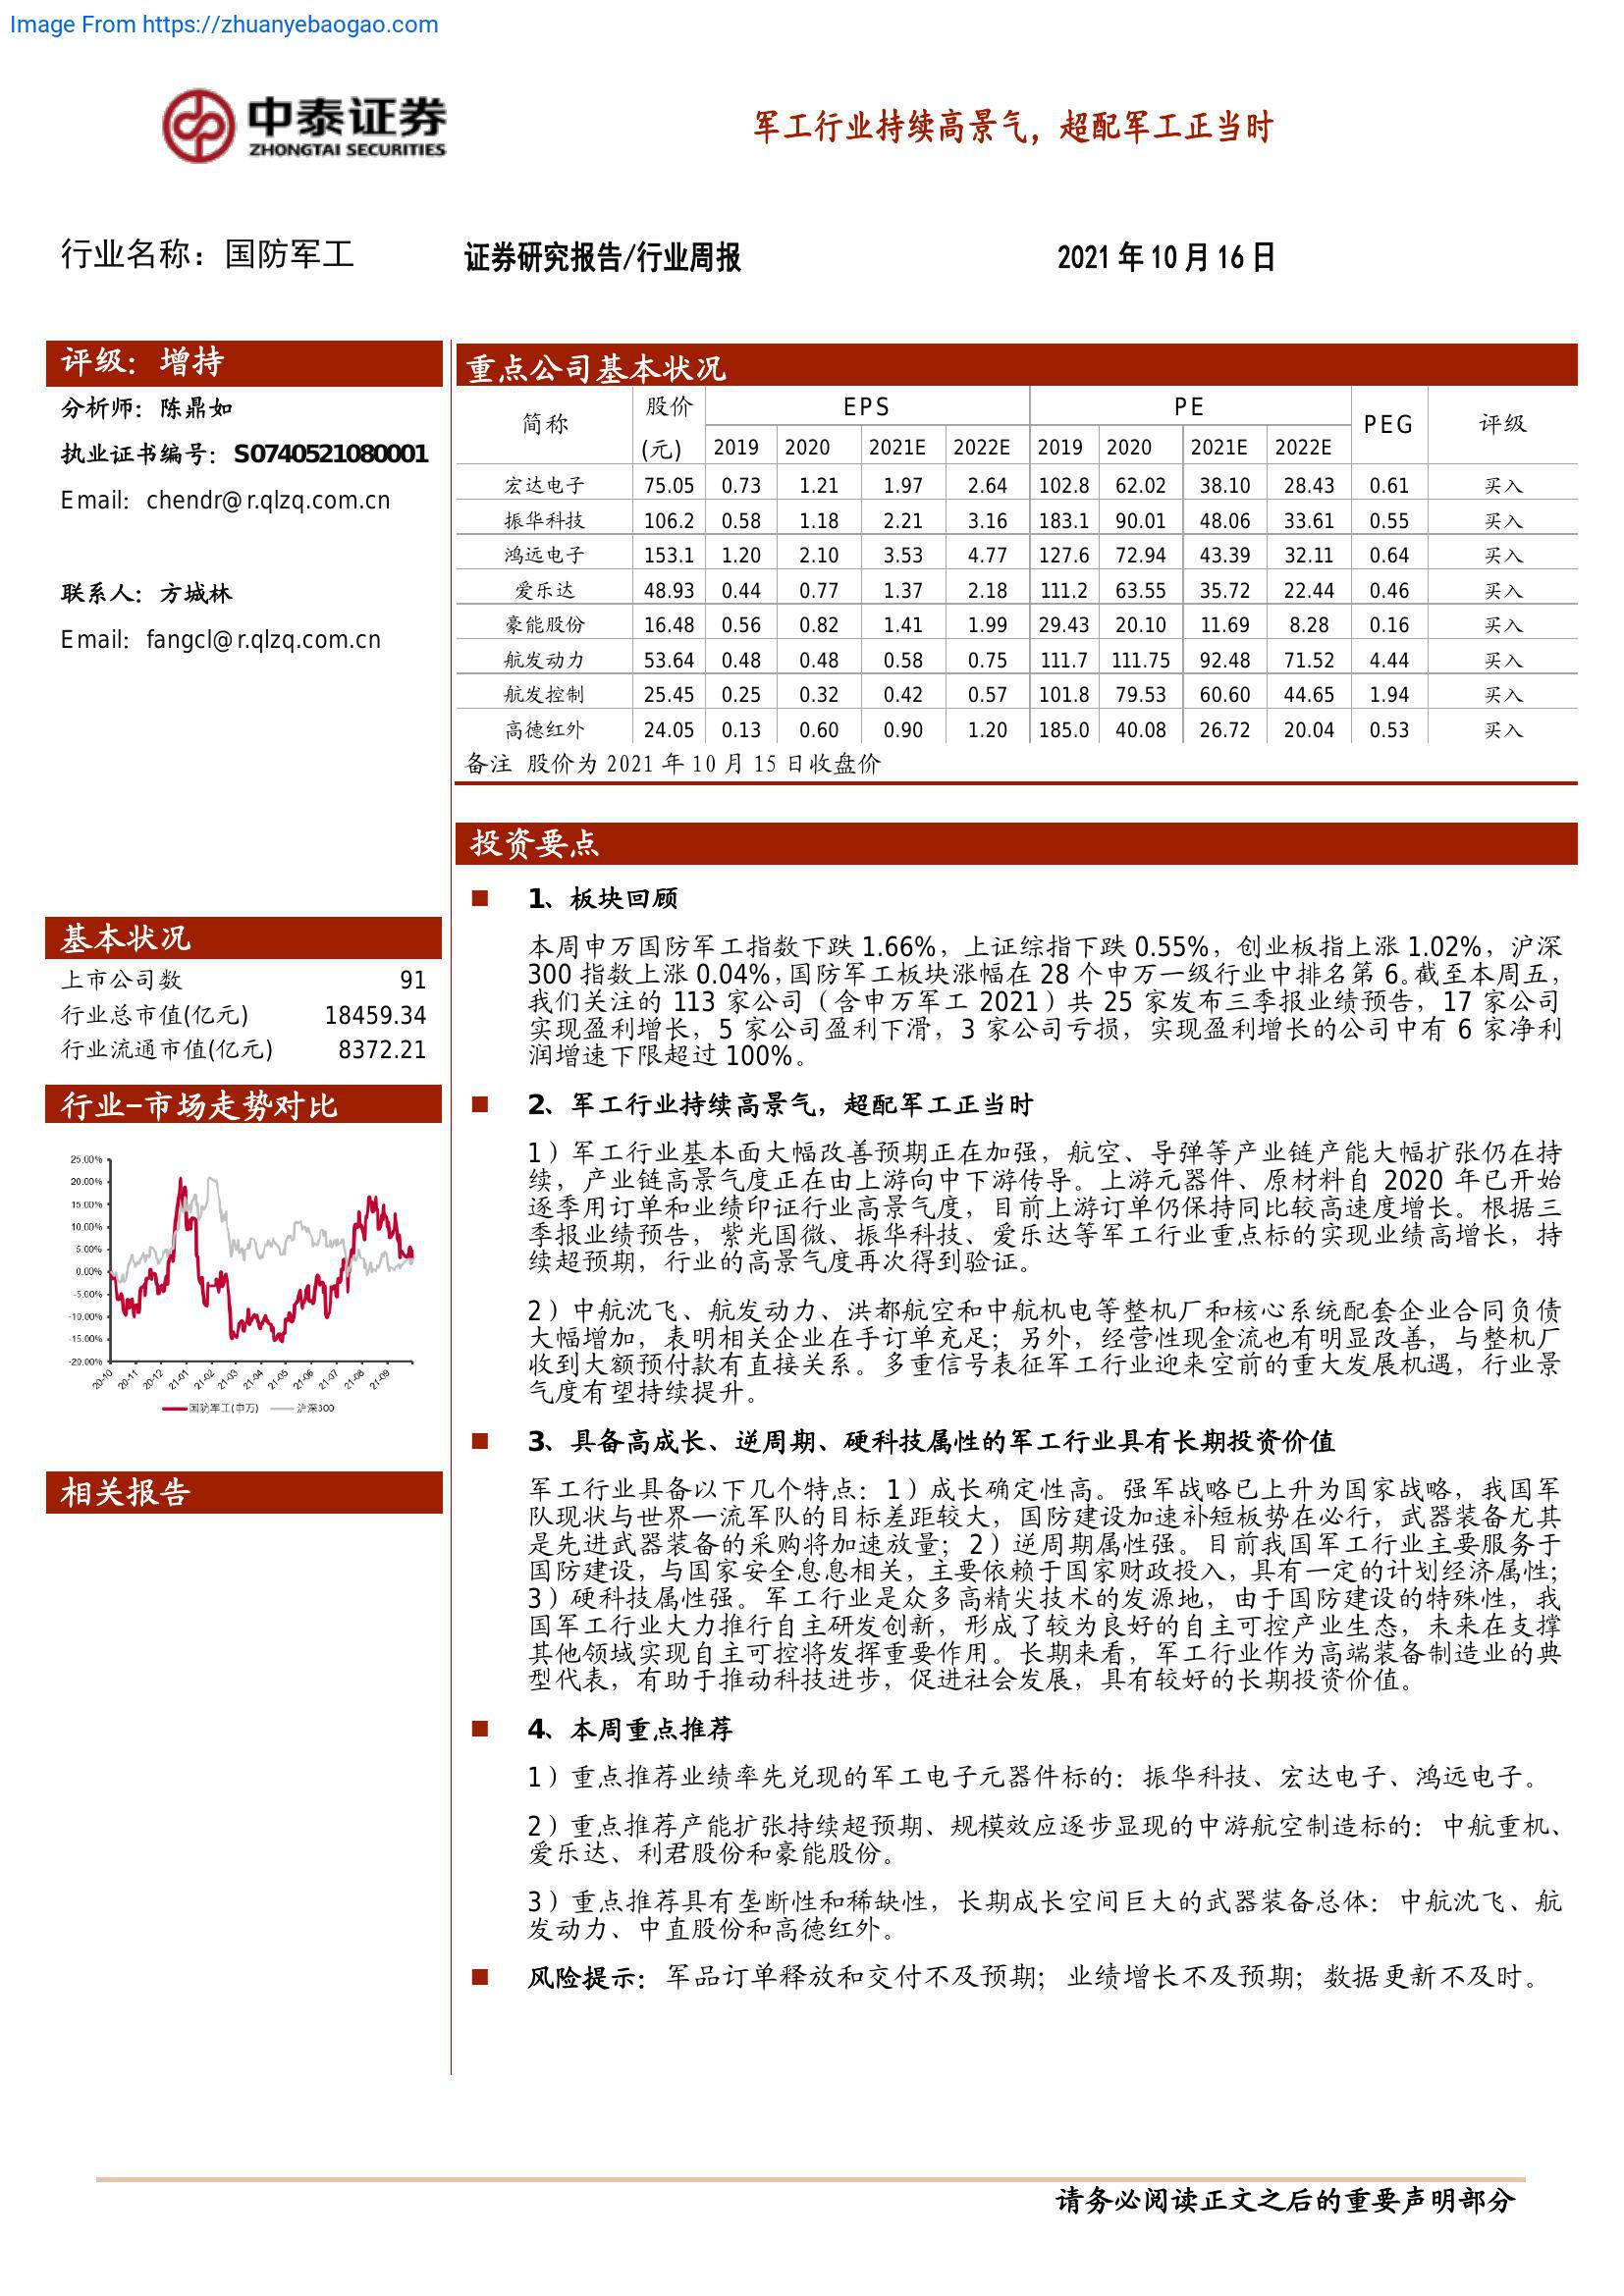 Image From https://zhuanyebaogao.com
中泰证券
ZHONGTAI SECURITIES
军工行业持续高景气，超配军工正当时
行业名称：国防军工
证券研究报告/行业周报
2021 年 10 月 16 日
评级：增持
分析师：陈鼎如
执业证书编号：S0740521080001
Email：chendr@r.qlzq.com.cn
联系人：方城林
Email：fangcl@r.qlzq.com.cn
基本状况
上市公司数 91
行业总市值(亿元) 18459.34
行业流通市值(亿元) 8372.21
行业-市场走势对比
25.00%
20.00%
15.00%
10.00%
5.00%
0.00%
-5.00%
-10.00%
-15.00%
-20.00%
20-10 20-11 20-12 21-01 21-02 21-03 21-04 21-05 21-06 21-07 21-08 21-09
国防军工(申万) 沪深300
相关报告
重点公司基本状况
简称 股价(元) EPS PE PEG 评级
2019 2020 2021E 2022E 2019 2020 2021E 2022E
宏达电子 75.05 0.73 1.21 1.97 2.64 102.8 62.02 38.10 28.43 0.61 买入
振华科技 106.2 0.58 1.18 2.21 3.16 183.1 90.01 48.06 33.61 0.55 买入
鸿远电子 153.1 1.20 2.10 3.53 4.77 127.6 72.94 43.39 32.11 0.64 买入
爱乐达 48.93 0.44 0.77 1.37 2.18 111.2 63.55 35.72 22.44 0.46 买入
豪能股份 16.48 0.56 0.82 1.41 1.99 29.43 20.10 11.69 8.28 0.16 买入
航发动力 53.64 0.48 0.48 0.58 0.75 111.7 111.75 92.48 71.52 4.44 买入
航发控制 25.45 0.25 0.32 0.42 0.57 101.8 79.53 60.60 44.65 1.94 买入
高德红外 24.05 0.13 0.60 0.90 1.20 185.0 40.08 26.72 20.04 0.53 买入
备注 股价为 2021 年 10 月 15 日收盘价
投资要点
1、板块回顾
本周申万国防军工指数下跌 1.66%，上证综指下跌 0.55%，创业板指上涨 1.02%，沪深
300 指数上涨 0.04%，国防军工板块涨幅在 28 个申万一级行业中排名第 6。截至本周五，
我们关注的 113 家公司（含申万军工 2021）共 25 家发布三季报业绩预告，17 家公司
实现盈利增长，5 家公司盈利下滑，3 家公司亏损，实现盈利增长的公司中有 6 家净利
润增速下限超过 100%。
2、军工行业持续高景气，超配军工正当时
1）军工行业基本面大幅改善预期正在加强，航空、导弹等产业链产能大幅扩张仍在持
续，产业链高景气度正在由上游向中下游传导。上游元器件、原材料自 2020 年已开始
逐季用订单和业绩印证行业高景气度，目前上游订单仍保持同比较高速度增长。根据三
季报业绩预告，紫光国微、振华科技、爱乐达等军工行业重点标的实现业绩高增长，持
续超预期，行业的高景气度再次得到验证。
2）中航沈飞、航发动力、洪都航空和中航机电等整机厂和核心系统配套企业合同负债
大幅增加，表明相关企业在手订单充足；另外，经营性现金流也有明显改善，与整机厂
收到大额预付款有直接关系。多重信号表征军工行业迎来空前的重大发展机遇，行业景
气度有望持续提升。
3、具备高成长、逆周期、硬科技属性的军工行业具有长期投资价值
军工行业具备以下几个特点：1）成长确定性高。强军战略已上升为国家战略，我国军
队现状与世界一流军队的目标差距较大，国防建设加速补短板势在必行，武器装备尤其
是先进武器装备的采购将加速放量；2）逆周期属性强。目前我国军工行业主要服务于
国防建设，与国家安全息息相关，主要依赖于国家财政投入，具有一定的计划经济属性；
3）硬科技属性强。军工行业是众多高精尖技术的发源地，由于国防建设的特殊性，我
国军工行业大力推行自主研发创新，形成了较为良好的自主可控产业生态，未来在支撑
其他领域实现自主可控将发挥重要作用。长期来看，军工行业作为高端装备制造业的典
型代表，有助于推动科技进步，促进社会发展，具有较好的长期投资价值。
4、本周重点推荐
1）重点推荐业绩率先兑现的军工电子元器件标的：振华科技、宏达电子、鸿远电子。
2）重点推荐产能扩张持续超预期、规模效应逐步显现的中游航空制造标的：中航重机、
爱乐达、利君股份和豪能股份。
3）重点推荐具有垄断性和稀缺性，长期成长空间巨大的武器装备总体：中航沈飞、航
发动力、中直股份和高德红外。
风险提示：军品订单释放和交付不及预期；业绩增长不及预期；数据更新不及时。
请务必阅读正文之后的重要声明部分